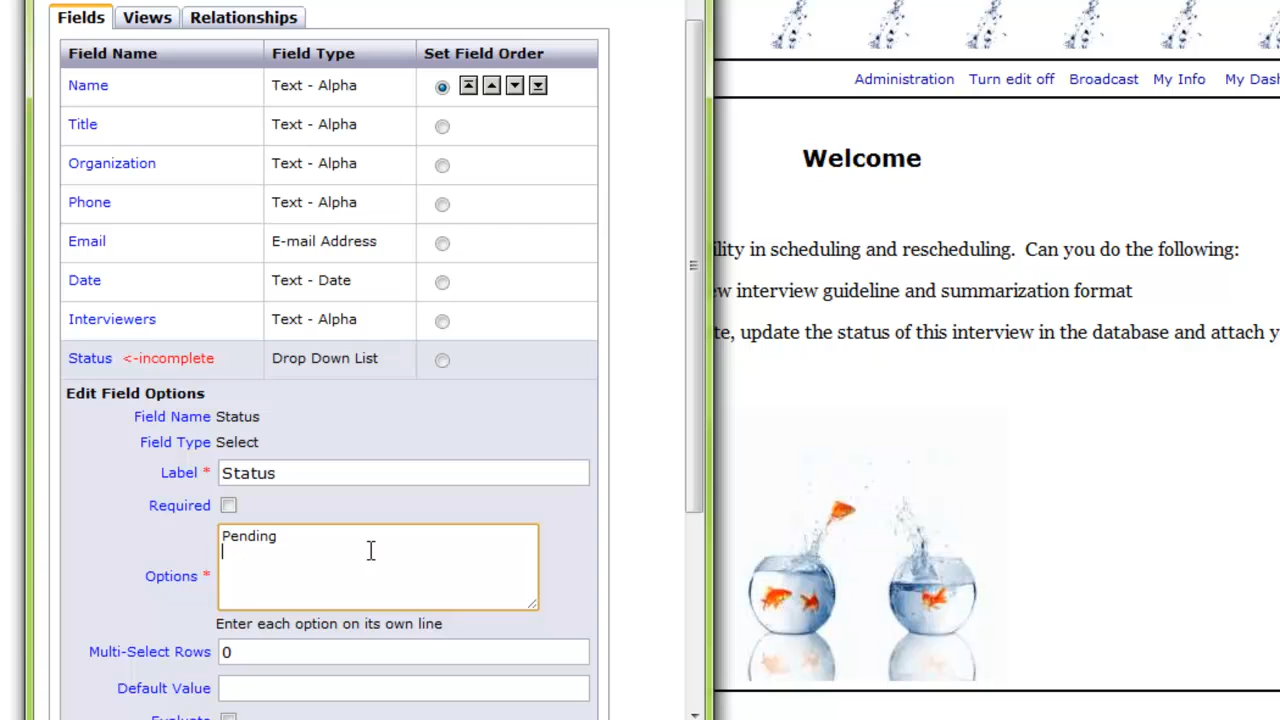 Fields Views Relationships
Field Name Field Type Set Field Order
Name Text - Alpha
Title Text - Alpha
Organization Text - Alpha
Phone Text - Alpha
Email E-mail Address
Date Text - Date
Interviewers Text - Alpha
Status <-incomplete Drop Down List
Edit Field Options
Field Name Status
Field Type Select
Label * Status
Required
Options * Pending
Enter each option on its own line
Multi-Select Rows 0
Default Value
Evaluate
Administration Turn edit off Broadcast My Info My Dash
Welcome
ility in scheduling and rescheduling. Can you do the following:
ew interview guideline and summarization format
te, update the status of this interview in the database and attach y